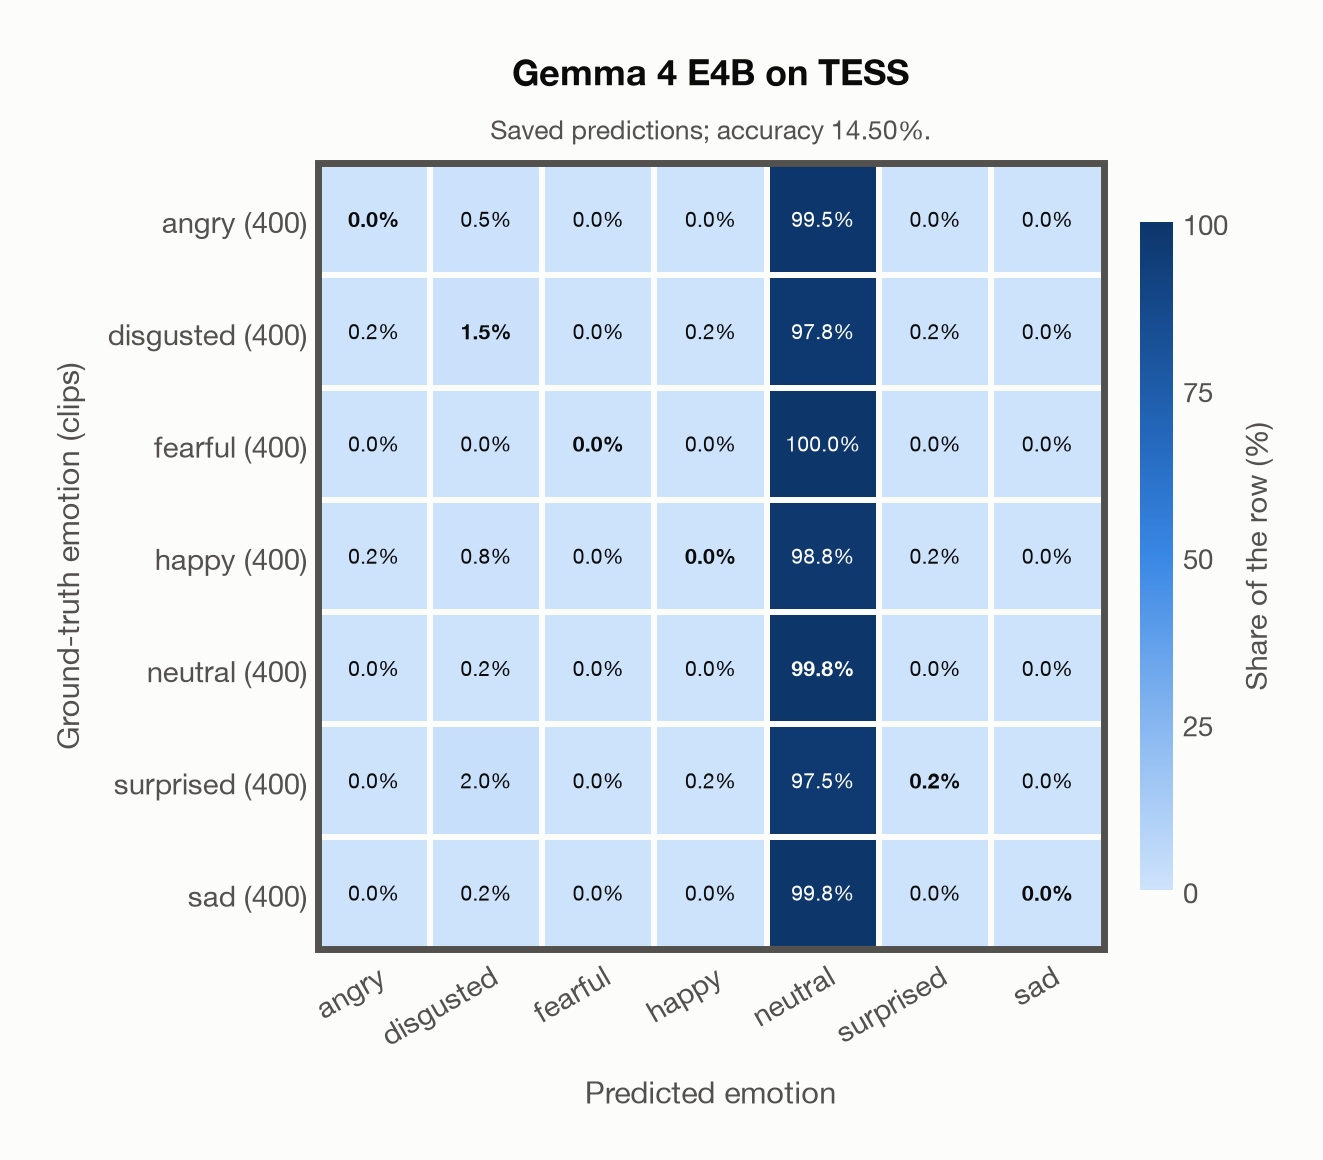 Gemma 4 E4B on TESS
Saved predictions; accuracy 14.50%.
Ground-truth emotion (clips)
angry (400) 0.0% 0.5% 0.0% 0.0% 99.5% 0.0% 0.0%
disgusted (400) 0.2% 1.5% 0.0% 0.2% 97.8% 0.2% 0.0%
fearful (400) 0.0% 0.0% 0.0% 0.0% 100.0% 0.0% 0.0%
happy (400) 0.2% 0.8% 0.0% 0.0% 98.8% 0.2% 0.0%
neutral (400) 0.0% 0.2% 0.0% 0.0% 99.8% 0.0% 0.0%
surprised (400) 0.0% 2.0% 0.0% 0.2% 97.5% 0.2% 0.0%
sad (400) 0.0% 0.2% 0.0% 0.0% 99.8% 0.0% 0.0%
angry disgusted fearful happy neutral surprised sad
Predicted emotion
100
75
50
25
0
Share of the row (%)